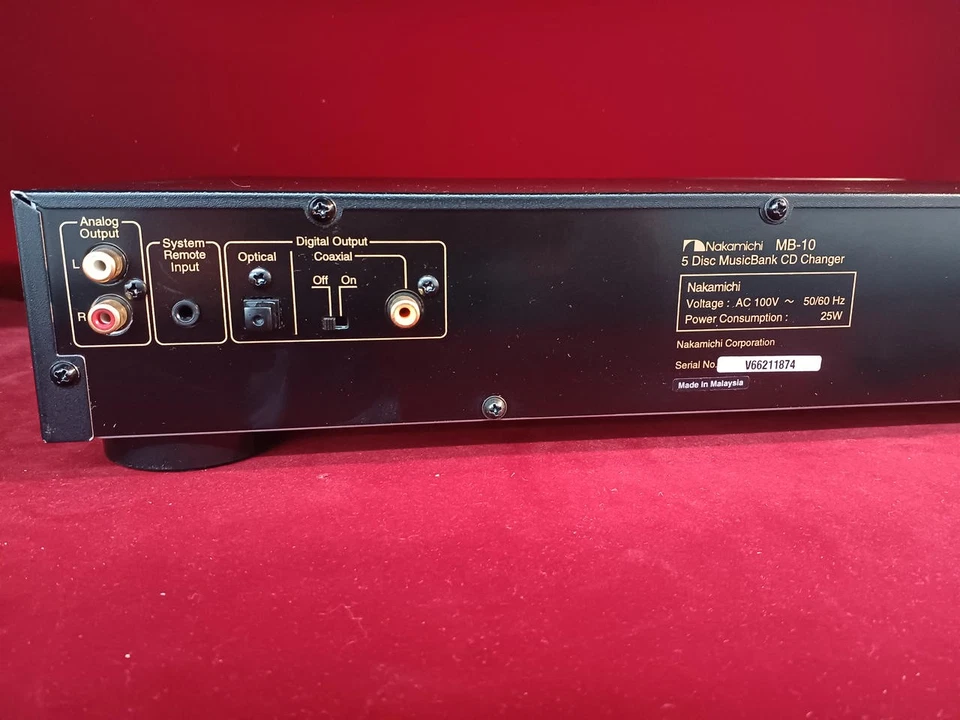 Analog
Output
L
R
System
Remote
Input
Digital Output
Optical
Coaxial
Off On
Nakamichi MB-10
5 Disc MusicBank CD Changer
Nakamichi
Voltage : AC 100V ~ 50/60 Hz
Power Consumption : 25W
Nakamichi Corporation
Serial No. V66211874
Made in Malaysia